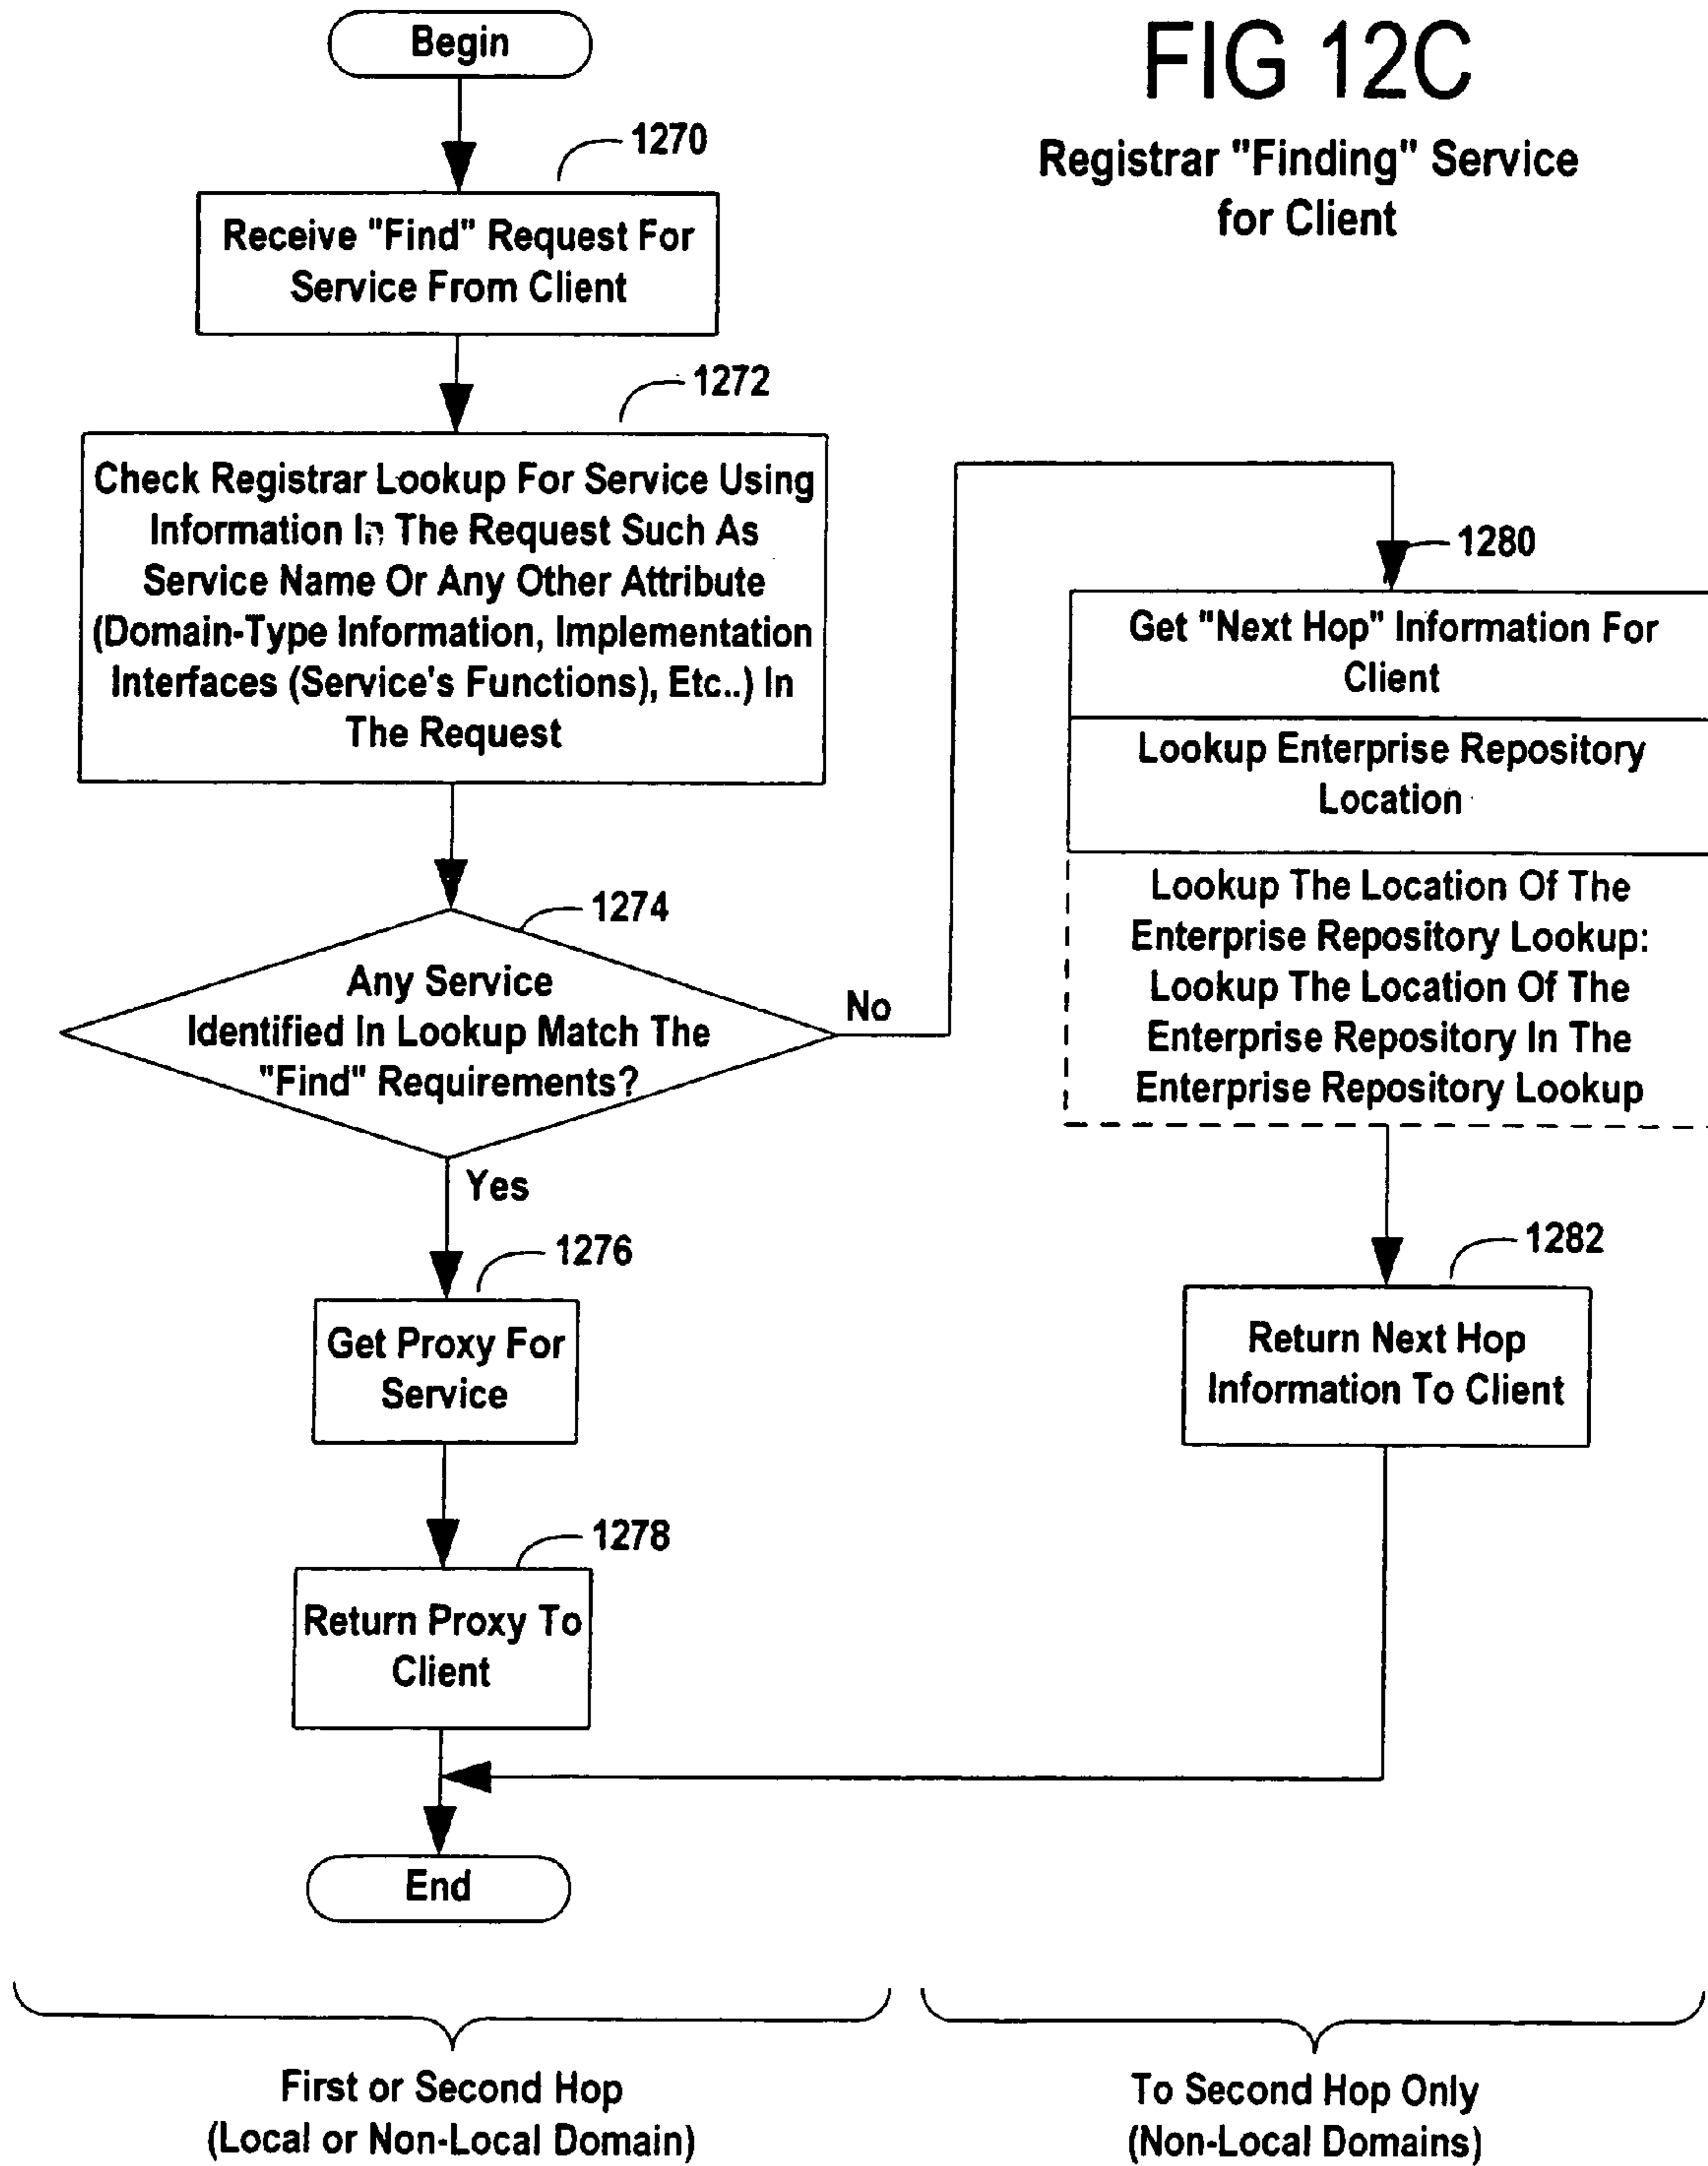 FIG 12C
Registrar "Finding" Service
for Client
Begin
1270
Receive "Find" Request For
Service From Client
1272
Check Registrar Lookup For Service Using
Information In The Request Such As
Service Name Or Any Other Attribute
(Domain-Type Information, Implementation
Interfaces (Service's Functions), Etc..) In
The Request
1274
Any Service
Identified In Lookup Match The
"Find" Requirements?
No
Yes
1276
Get Proxy For
Service
1278
Return Proxy To
Client
End
1280
Get "Next Hop" Information For
Client
Lookup Enterprise Repository
Location
Lookup The Location Of The
Enterprise Repository Lookup:
Lookup The Location Of The
Enterprise Repository In The
Enterprise Repository Lookup
1282
Return Next Hop
Information To Client
First or Second Hop
(Local or Non-Local Domain)
To Second Hop Only
(Non-Local Domains)